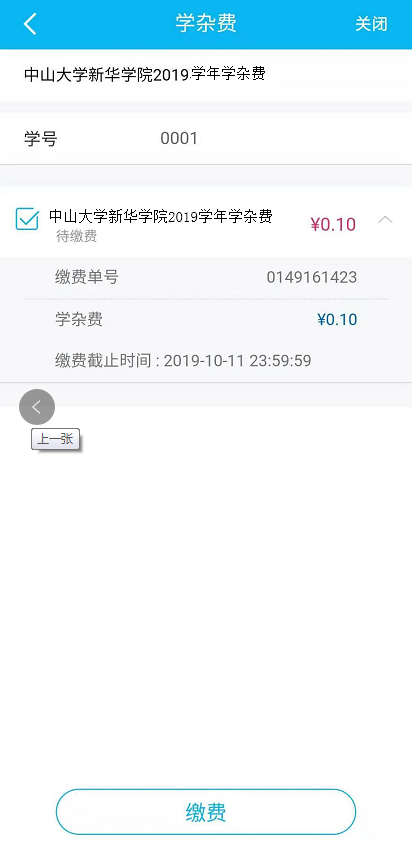 学杂费 关闭
中山大学新华学院2019学年学杂费
学号 0001
中山大学新华学院2019学年学杂费 ¥0.10
待缴费
缴费单号 0149161423
学杂费 ¥0.10
缴费截止时间 : 2019-10-11 23:59:59
上一张
缴费